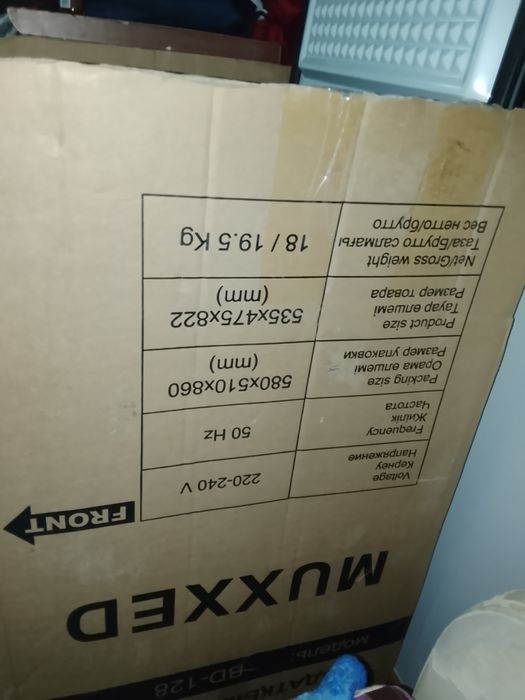 модель:
BD-128
MUXXED
FRONT
Voltage
Кернеу
Напряжение
220-240 V
Frequency
Жиілік
Частота
50 Hz
Packing size
Орама өлшемі
Размер упаковки
580x510x860
(mm)
Product size
Тауар өлшемі
Размер товара
535x475x822
(mm)
Net/Gross weight
Таза/Брутто салмағы
Вес нетто/брутто
18 / 19.5 Kg